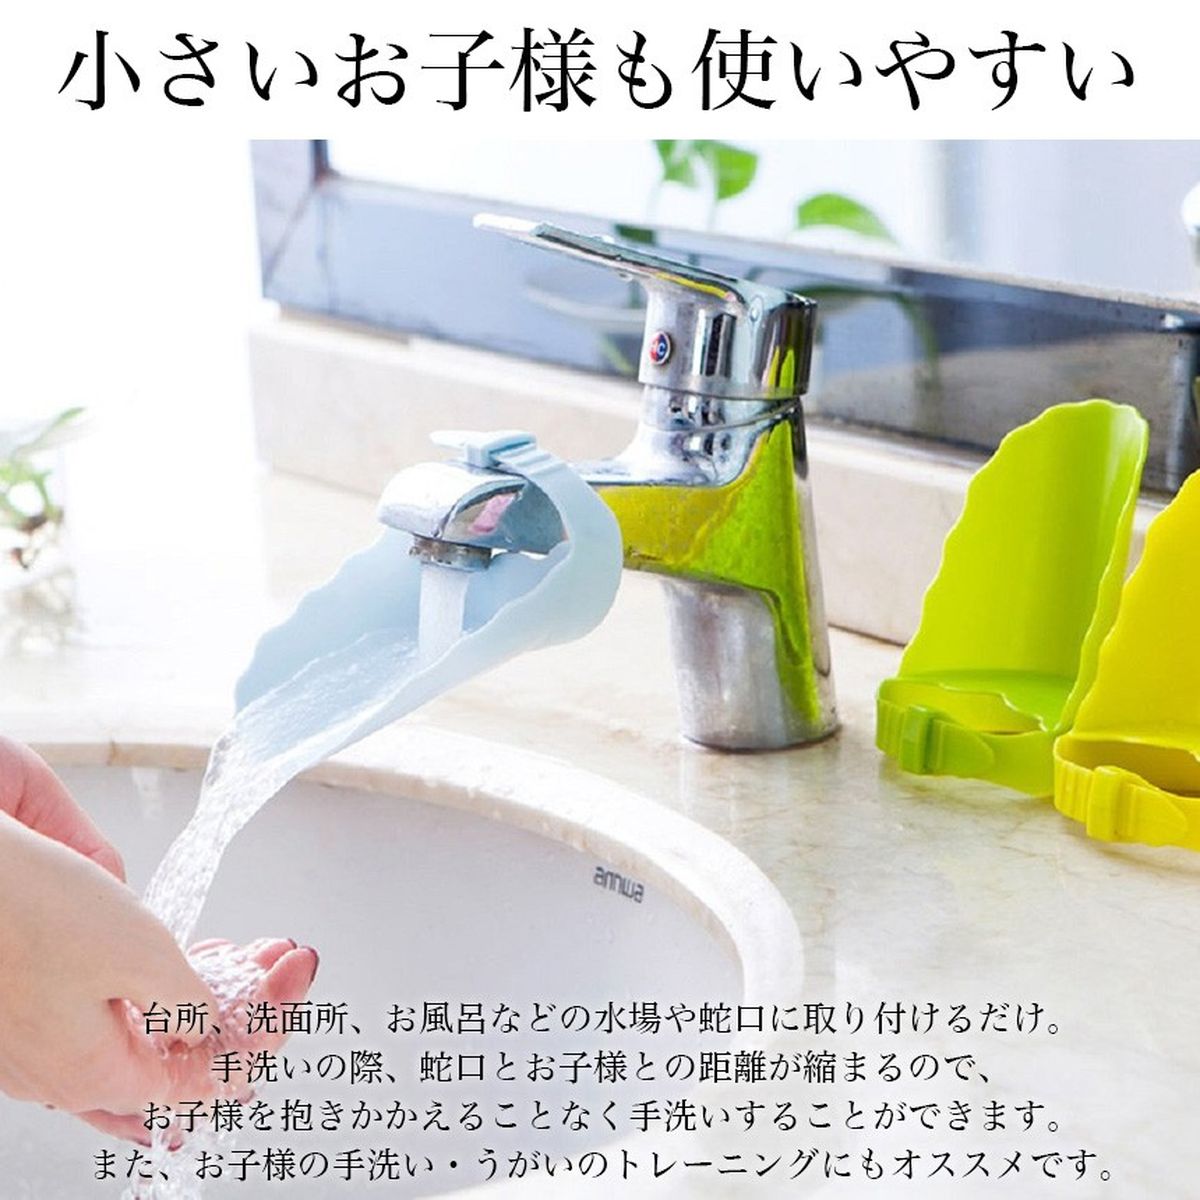 小さいお子様も使いやすい
C
annwa
台所、洗面所、お風呂などの水場や蛇口に取り付けるだけ。
手洗いの際、蛇口とお子様との距離が縮まるので、
お子様を抱きかかえることなく手洗いすることができます。
また、お子様の手洗い・うがいのトレーニングにもオススメです。